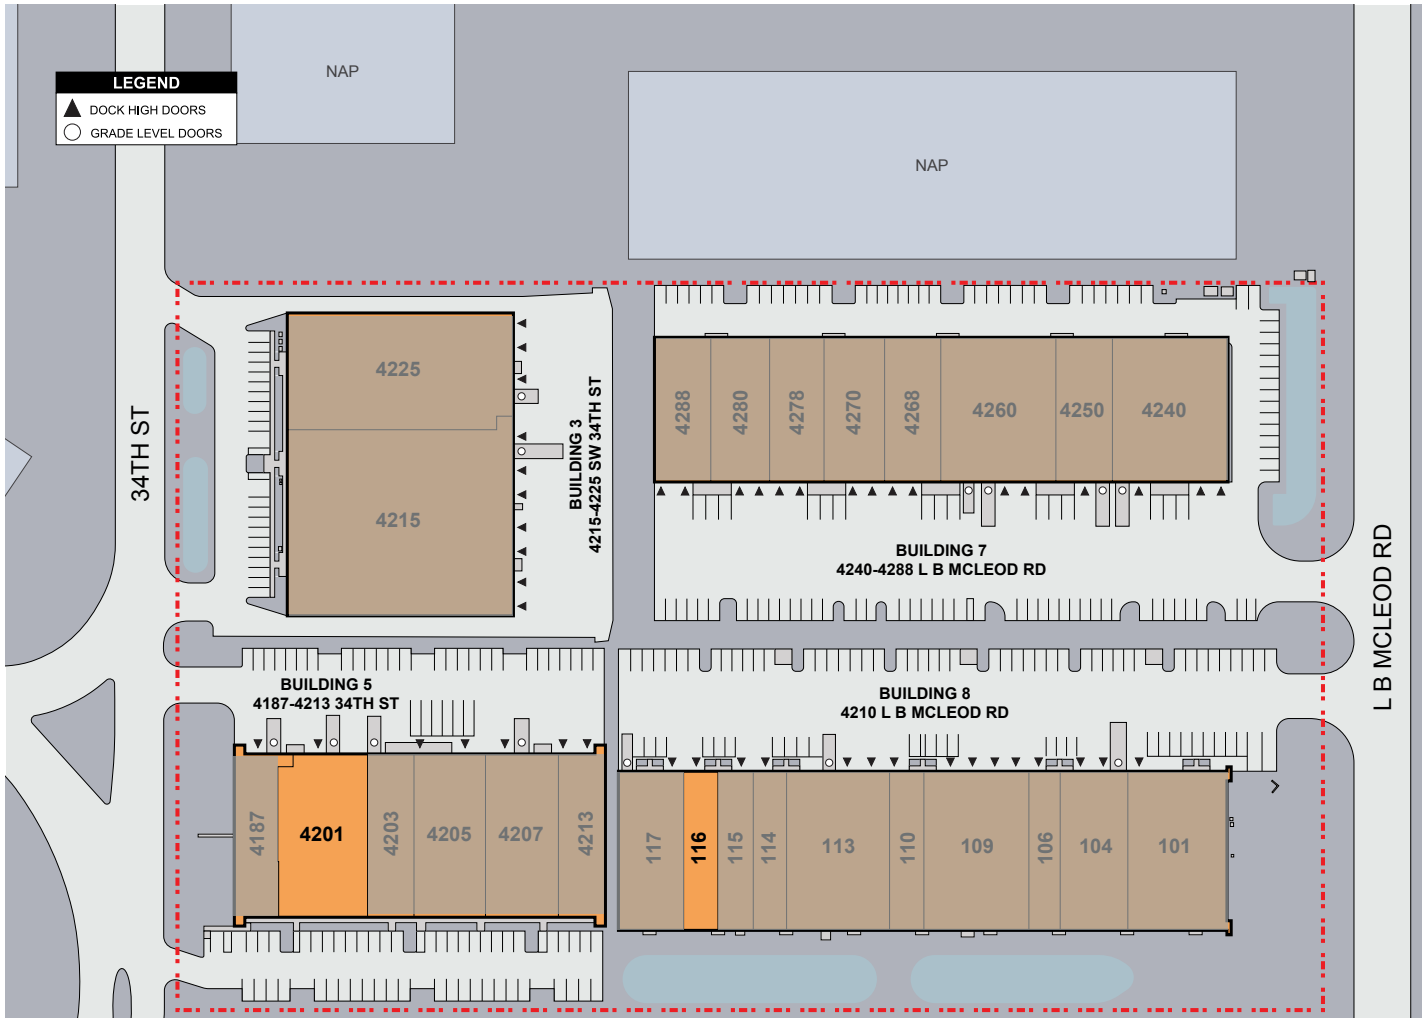 NAP
LEGEND
DOCK HIGH DOORS
GRADE LEVEL DOORS
NAP
34TH ST
4225
4215
BUILDING 3
4215-4225 SW 34TH ST
4288
4280
4278
4270
4268
4260
4250
4240
BUILDING 7
4240-4288 L B MCLEOD RD
L B MCLEOD RD
BUILDING 5
4187-4213 34TH ST
BUILDING 8
4210 L B MCLEOD RD
4187
4201
4203
4205
4207
4213
117
116
115
114
113
110
109
106
104
101